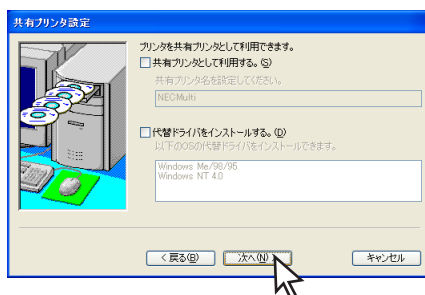 共有プリンタ設定
プリンタを共有プリンタとして利用できます。
共有プリンタとして利用する。(S)
共有プリンタ名を設定してください。
NECMulti
代替ドライバをインストールする。(D)
以下のOSの代替ドライバをインストールできます。
Windows Me/98/95
Windows NT 4.0
< 戻る(B)
次へ(N) >
キャンセル